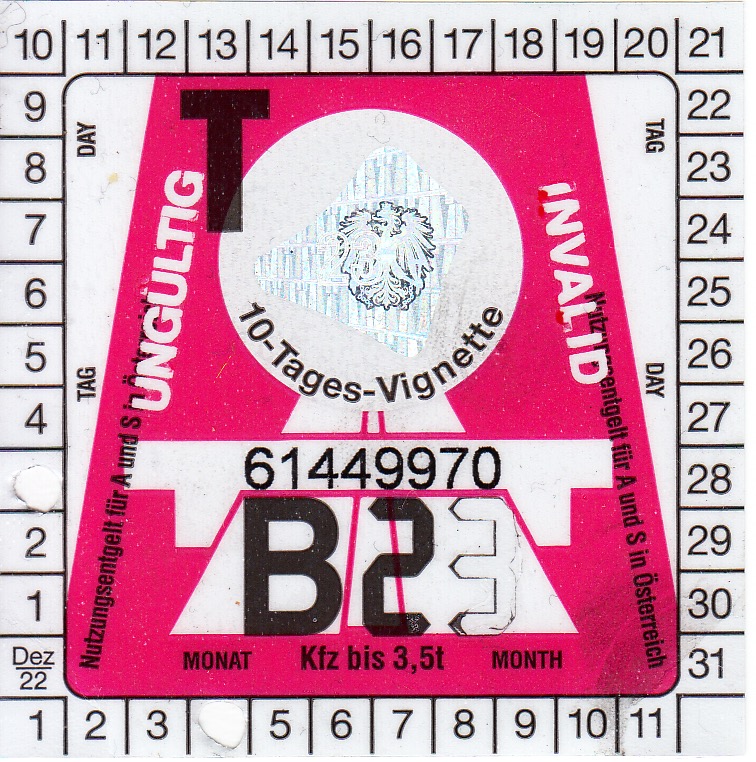 10 11 12 13 14 15 16 17 18 19 20 21
9 22
8 23
7 24
6 25
5 26
4 27
28
2 29
1 30
Dez
22
31
1 2 3 5 6 7 8 9 10 11
DAY
TAG
T
UNGÜLTIG
INVALID
10-Tages-Vignette
TAG
DAY
Nutzungsentgelt für A und S in Österreich
Nutzungsentgelt für A und S in Österreich
61449970
B23
MONAT Kfz bis 3,5t MONTH